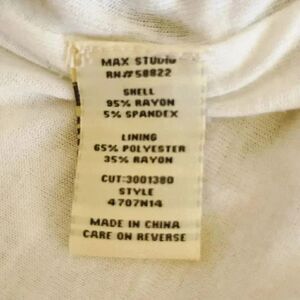 MAX STUDIO
RN#58822
SHELL
95% RAYON
5% SPANDEX
LINING
65% POLYESTER
35% RAYON
CUT:3001380
STYLE
4707N14
MADE IN CHINA
CARE ON REVERSE